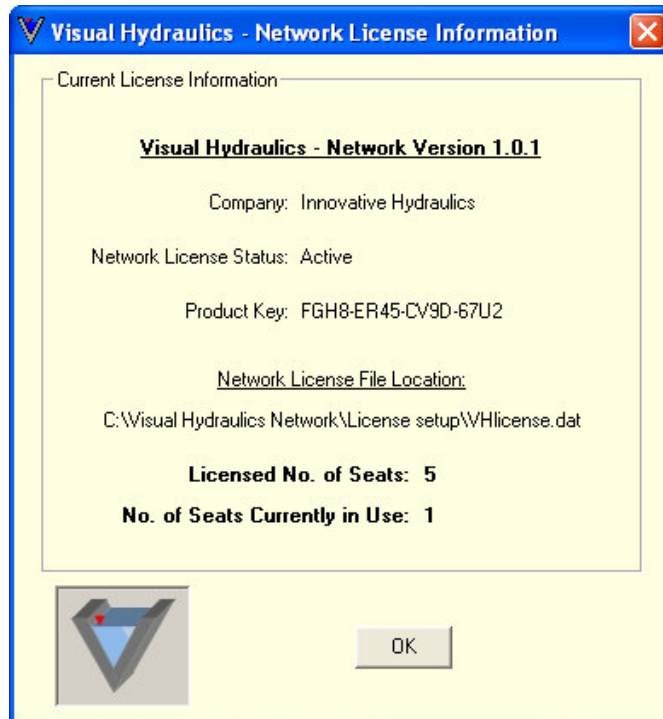 Visual Hydraulics - Network License Information
Current License Information
Visual Hydraulics - Network Version 1.0.1
Company: Innovative Hydraulics
Network License Status: Active
Product Key: FGH8-ER45-CV9D-67U2
Network License File Location:
C:\Visual Hydraulics Network\License setup\VHlicense.dat
Licensed No. of Seats: 5
No. of Seats Currently in Use: 1
OK